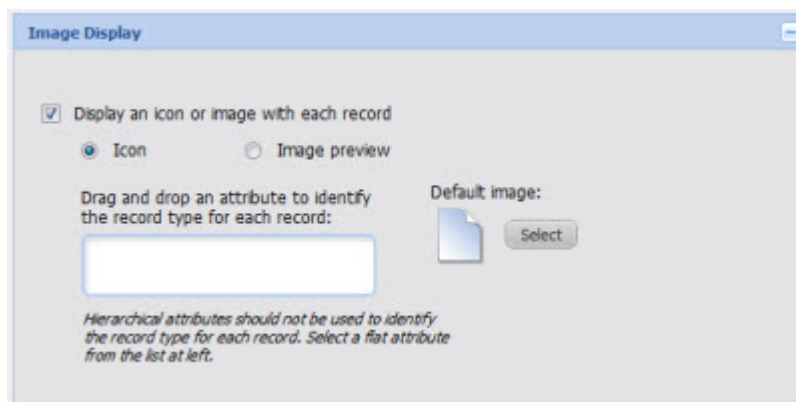 Image Display
Display an icon or image with each record
Icon
Image preview
Drag and drop an attribute to identify
the record type for each record:
Default image:
Select
Hierarchical attributes should not be used to identify
the record type for each record. Select a flat attribute
from the list at left.